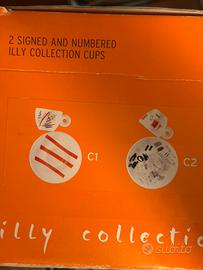 2 SIGNED AND NUMBERED
ILLY COLLECTION CUPS
C1
C2
illy collectio
subito